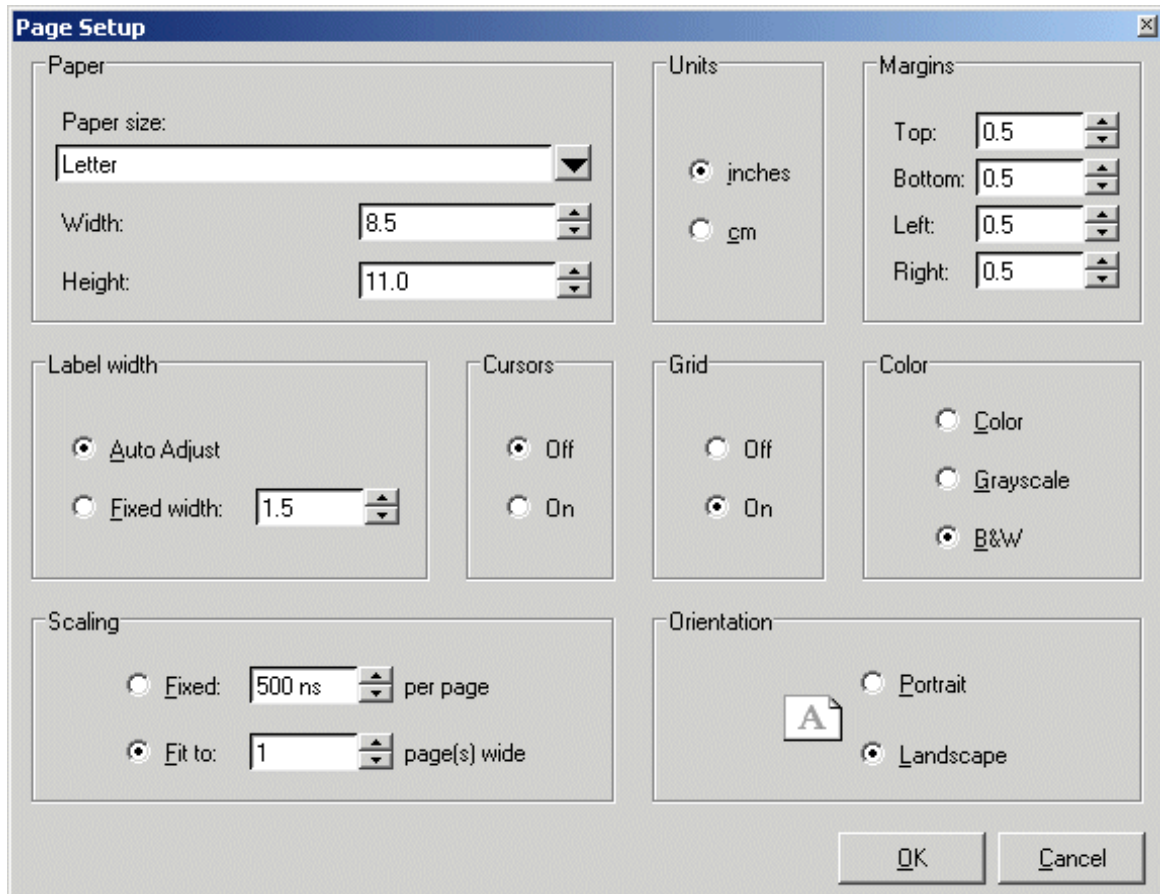 Page Setup
Paper
Paper size:
Letter
Width: 8.5
Height: 11.0
Units
inches
cm
Margins
Top: 0.5
Bottom: 0.5
Left: 0.5
Right: 0.5
Label width
Auto Adjust
Fixed width: 1.5
Cursors
Off
On
Grid
Off
On
Color
Color
Grayscale
B&W
Scaling
Fixed: 500 ns per page
Fit to: 1 page(s) wide
Orientation
A
Portrait
Landscape
OK Cancel